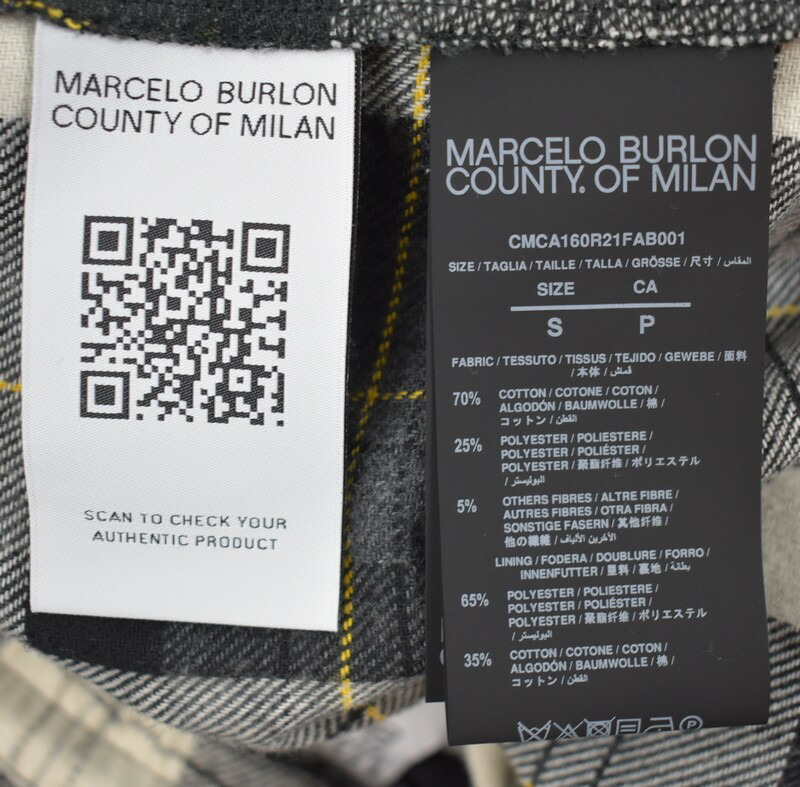 MARCELO BURLON
COUNTY OF MILAN
SCAN TO CHECK YOUR
AUTHENTIC PRODUCT
MARCELO BURLON
COUNTY. OF MILAN
CMCA160R21FAB001
SIZE / TAGLIA / TAILLE / TALLA / GRÖSSE / 尺寸 / المقاس
SIZE CA
S P
FABRIC / TESSUTO / TISSUS / TEJIDO / GEWEBE / 面料
/ 本体 / قماش
70% COTTON / COTONE / COTON /
ALGODÓN / BAUMWOLLE / 棉 /
コットン / القطن
25% POLYESTER / POLIESTERE /
POLYESTER / POLIÉSTER /
POLYESTER / 聚酯纤维 / ポリエステル
/ البوليستر
5% OTHERS FIBRES / ALTRE FIBRE /
AUTRES FIBRES / OTRA FIBRA /
SONSTIGE FASERN / 其他纤维 /
他の繊維 / الأخرين الألياف
LINING / FODERA / DOUBLURE / FORRO /
INNENFUTTER / 里料 / 裏地 / بطانة
65% POLYESTER / POLIESTERE /
POLYESTER / POLIÉSTER /
POLYESTER / 聚酯纤维 / ポリエステル
/ البوليستر
35% COTTON / COTONE / COTON /
ALGODÓN / BAUMWOLLE / 棉 /
コットン / القطن
P